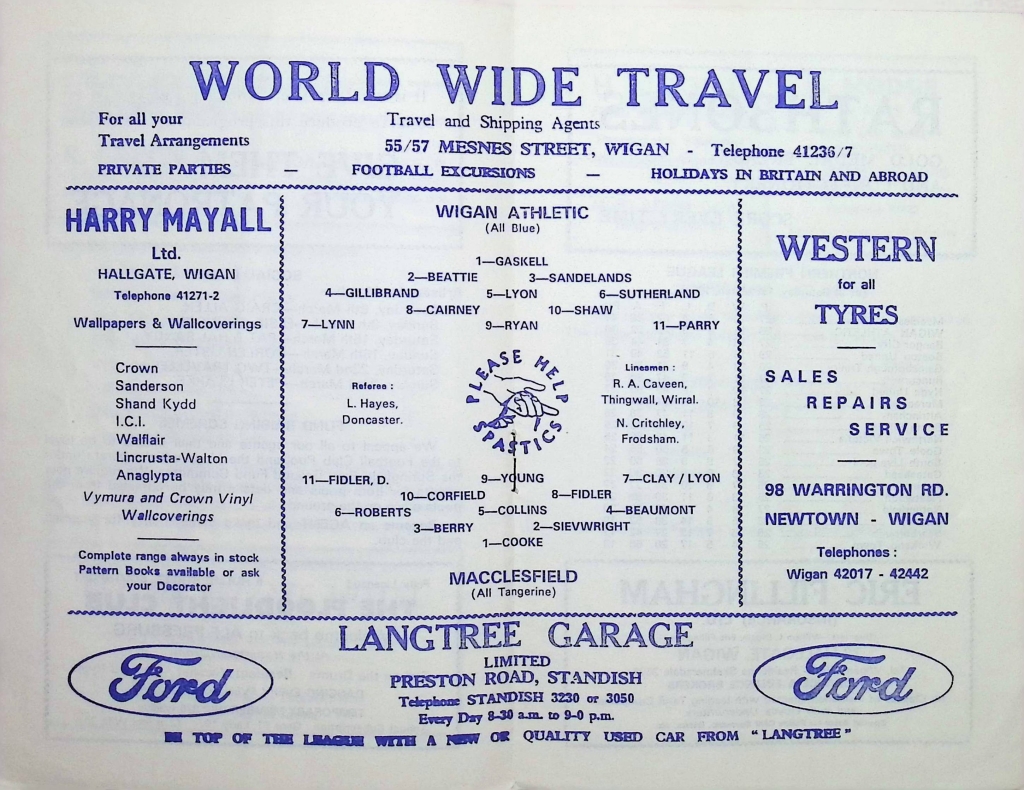 WORLD WIDE TRAVEL
For all your
Travel Arrangements
Travel and Shipping Agents
55/57 MESNES STREET, WIGAN - Telephone 41236/7
PRIVATE PARTIES — FOOTBALL EXCURSIONS — HOLIDAYS IN BRITAIN AND ABROAD
HARRY MAYALL
Ltd.
HALLGATE, WIGAN
Telephone 41271-2
Wallpapers & Wallcoverings
Crown
Sanderson
Shand Kydd
I.C.I.
Walflair
Lincrusta-Walton
Anaglypta
Vymura and Crown Vinyl
Wallcoverings
Complete range always in stock
Pattern Books available or ask
your Decorator
WIGAN ATHLETIC
(All Blue)
1—GASKELL
2—BEATTIE 3—SANDELANDS
4—GILLIBRAND 5—LYON 6—SUTHERLAND
8—CAIRNEY 10—SHAW
7—LYNN 9—RYAN 11—PARRY
Referee :
L. Hayes,
Doncaster.
PLEASE HELP
SPASTICS
Linesmen :
R. A. Caveen,
Thingwall, Wirral.
N. Critchley,
Frodsham.
11—FIDLER, D. 9—YOUNG 7—CLAY / LYON
10—CORFIELD 8—FIDLER
6—ROBERTS 5—COLLINS 4—BEAUMONT
3—BERRY 2—SIEVWRIGHT
1—COOKE
MACCLESFIELD
(All Tangerine)
WESTERN
for all
TYRES
SALES
REPAIRS
SERVICE
98 WARRINGTON RD.
NEWTOWN - WIGAN
Telephones :
Wigan 42017 - 42442
Ford
LANGTREE GARAGE
LIMITED
PRESTON ROAD, STANDISH
Telephone STANDISH 3230 or 3050
Every Day 8-30 a.m. to 9-0 p.m.
Ford
BE TOP OF THE LEAGUE WITH A NEW OR QUALITY USED CAR FROM "LANGTREE"